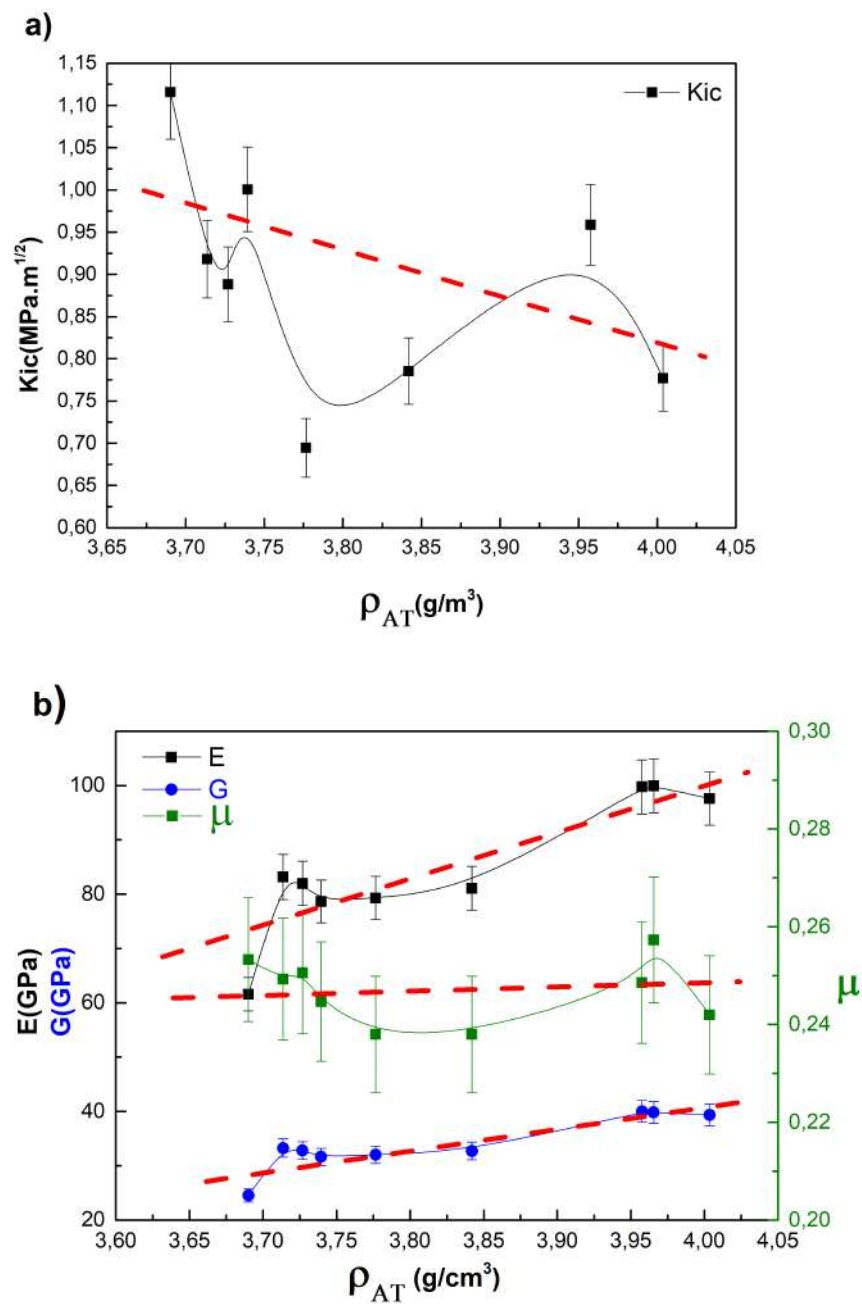 a)
Kic
1,15
1,10
1,05
1,00
0,95
0,90
0,85
0,80
0,75
0,70
0,65
0,60
Kic(MPa.m1/2)
3,65 3,70 3,75 3,80 3,85 3,90 3,95 4,00 4,05
ρAT(g/m3)
b)
E
G
μ
100
80
60
40
20
E(GPa)
G(GPa)
0,30
0,28
0,26
0,24
0,22
0,20
μ
3,60 3,65 3,70 3,75 3,80 3,85 3,90 3,95 4,00 4,05
ρAT (g/cm3)